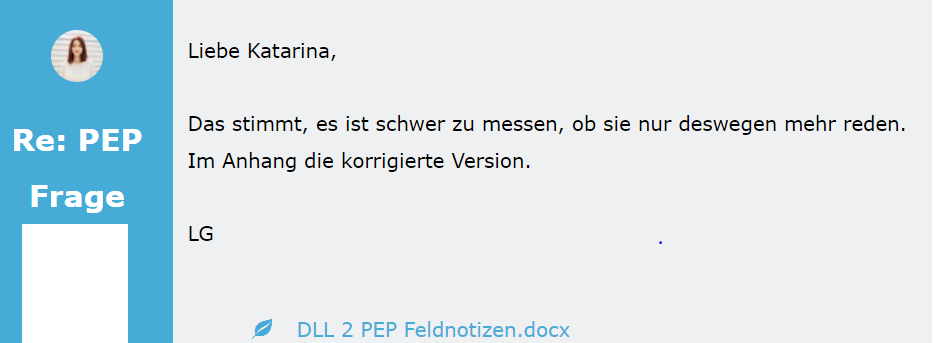 Re: PEP
Frage
Liebe Katarina,
Das stimmt, es ist schwer zu messen, ob sie nur deswegen mehr reden.
Im Anhang die korrigierte Version.
LG
.
DLL 2 PEP Feldnotizen.docx